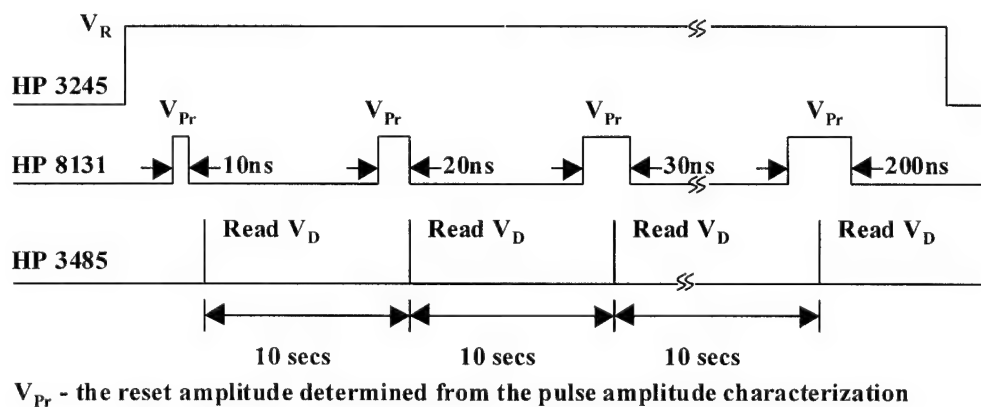 V_R
HP 3245
V_Pr V_Pr V_Pr V_Pr
HP 8131 10ns 20ns 30ns 200ns
Read V_D Read V_D Read V_D Read V_D
HP 3485
10 secs 10 secs 10 secs
V_Pr - the reset amplitude determined from the pulse amplitude characterization